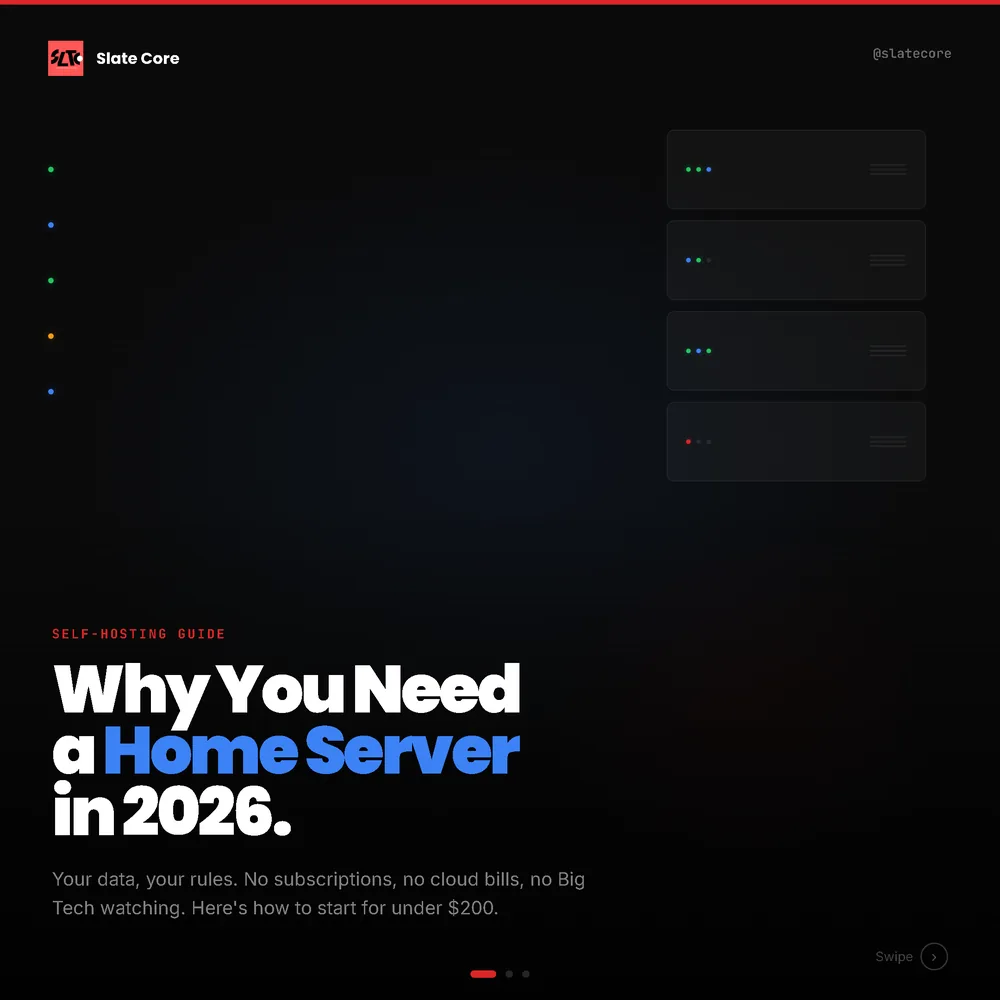 SLTC
Slate Core
@slatecore
SELF-HOSTING GUIDE
Why You Need
a Home Server
in 2026.
Your data, your rules. No subscriptions, no cloud bills, no Big
Tech watching. Here's how to start for under $200.
Swipe